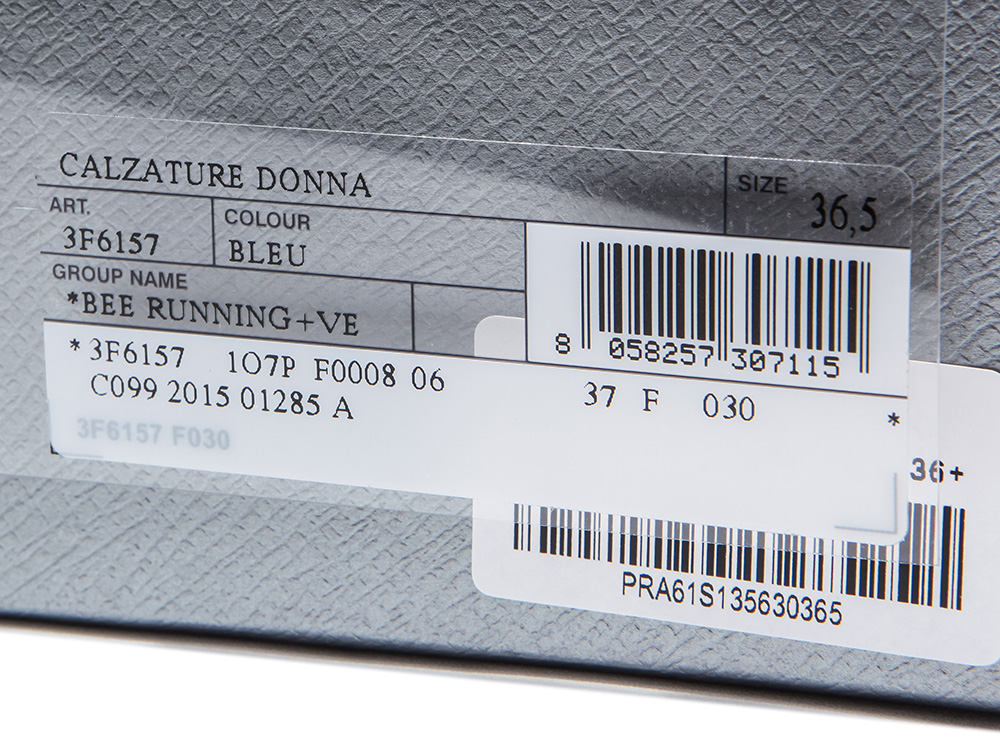 CALZATURE DONNA
SIZE
36,5
ART.
3F6157
COLOUR
BLEU
GROUP NAME
*BEE RUNNING+VE
8 058257 307115
* 3F6157 1O7P F0008 06
C099 2015 01285 A
37 F 030
*
3F6157 F030
36+
PRA61S135630365